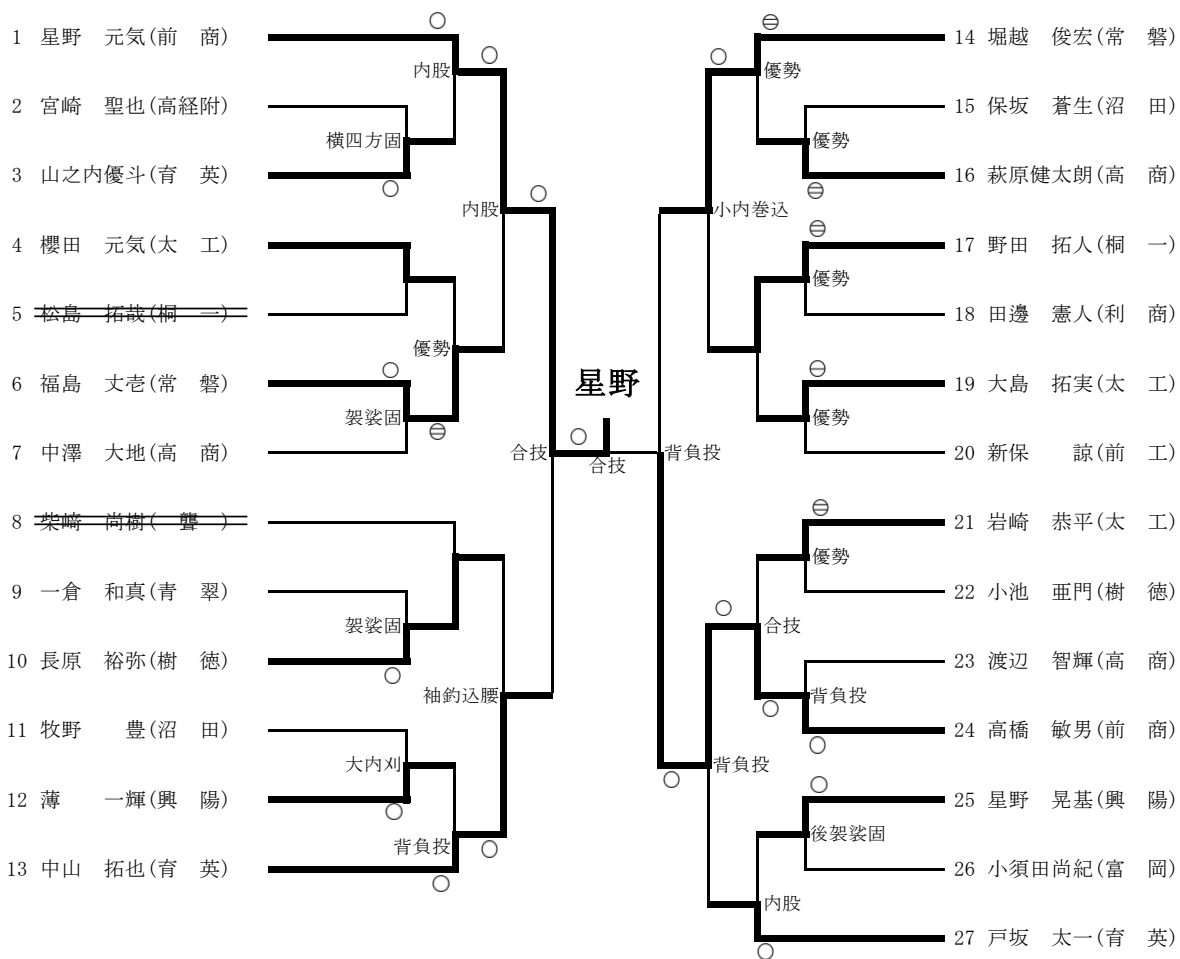 1 星野　元気(前　商)
内股
2 宮崎　聖也(高経附)
横四方固
3 山之内優斗(育　英)
内股
4 櫻田　元気(太　工)
5 松島　拓哉(桐　一)
優勢
6 福島　丈壱(常　磐)
袈裟固
7 中澤　大地(高　商)
合技
8 柴﨑　尚樹(　聾　)
9 一倉　和真(青　翠)
袈裟固
10 長原　裕弥(樹　徳)
袖釣込腰
11 牧野　　豊(沼　田)
大内刈
12 薄　　一輝(興　陽)
背負投
13 中山　拓也(育　英)
星野
合技
14 堀越　俊宏(常　磐)
優勢
15 保坂　蒼生(沼　田)
優勢
16 萩原健太朗(高　商)
小内巻込
17 野田　拓人(桐　一)
優勢
18 田邊　憲人(利　商)
19 大島　拓実(太　工)
優勢
20 新保　　諒(前　工)
背負投
21 岩崎　恭平(太　工)
優勢
22 小池　亜門(樹　徳)
合技
23 渡辺　智輝(高　商)
背負投
24 高橋　敏男(前　商)
背負投
25 星野　晃基(興　陽)
後袈裟固
26 小須田尚紀(富　岡)
内股
27 戸坂　太一(育　英)